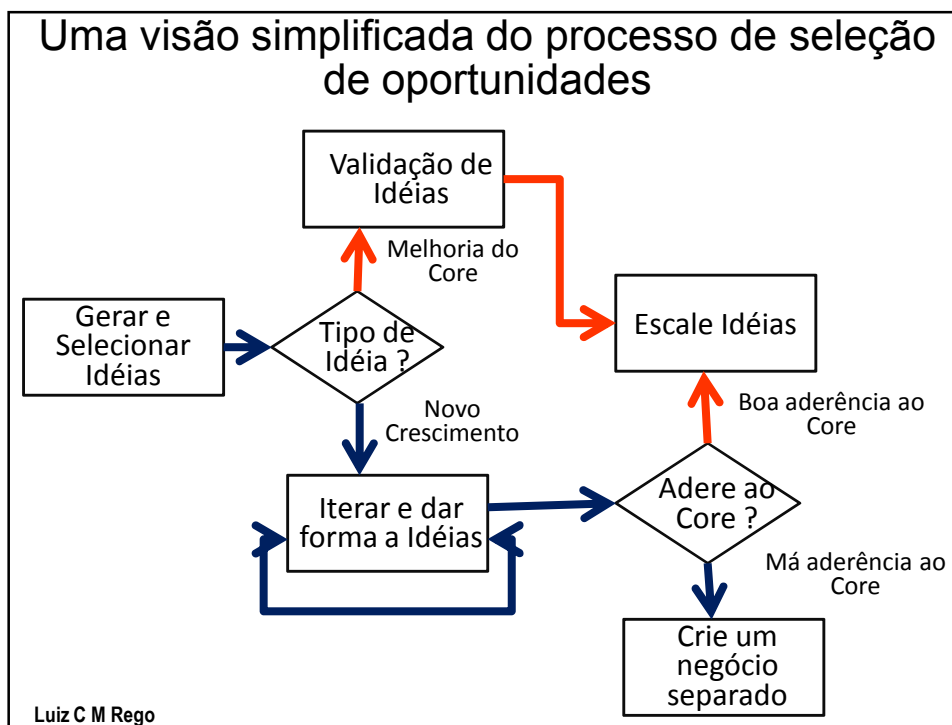 Uma visão simplificada do processo de seleção
de oportunidades
Validação de
Idéias
Melhoria do
Core
Gerar e
Selecionar
Idéias
Tipo de
Idéia ?
Escale Idéias
Novo
Crescimento
Boa aderência ao
Core
Iterar e dar
forma a Idéias
Adere ao
Core ?
Má aderência ao
Core
Crie um
negócio
separado
Luiz C M Rego